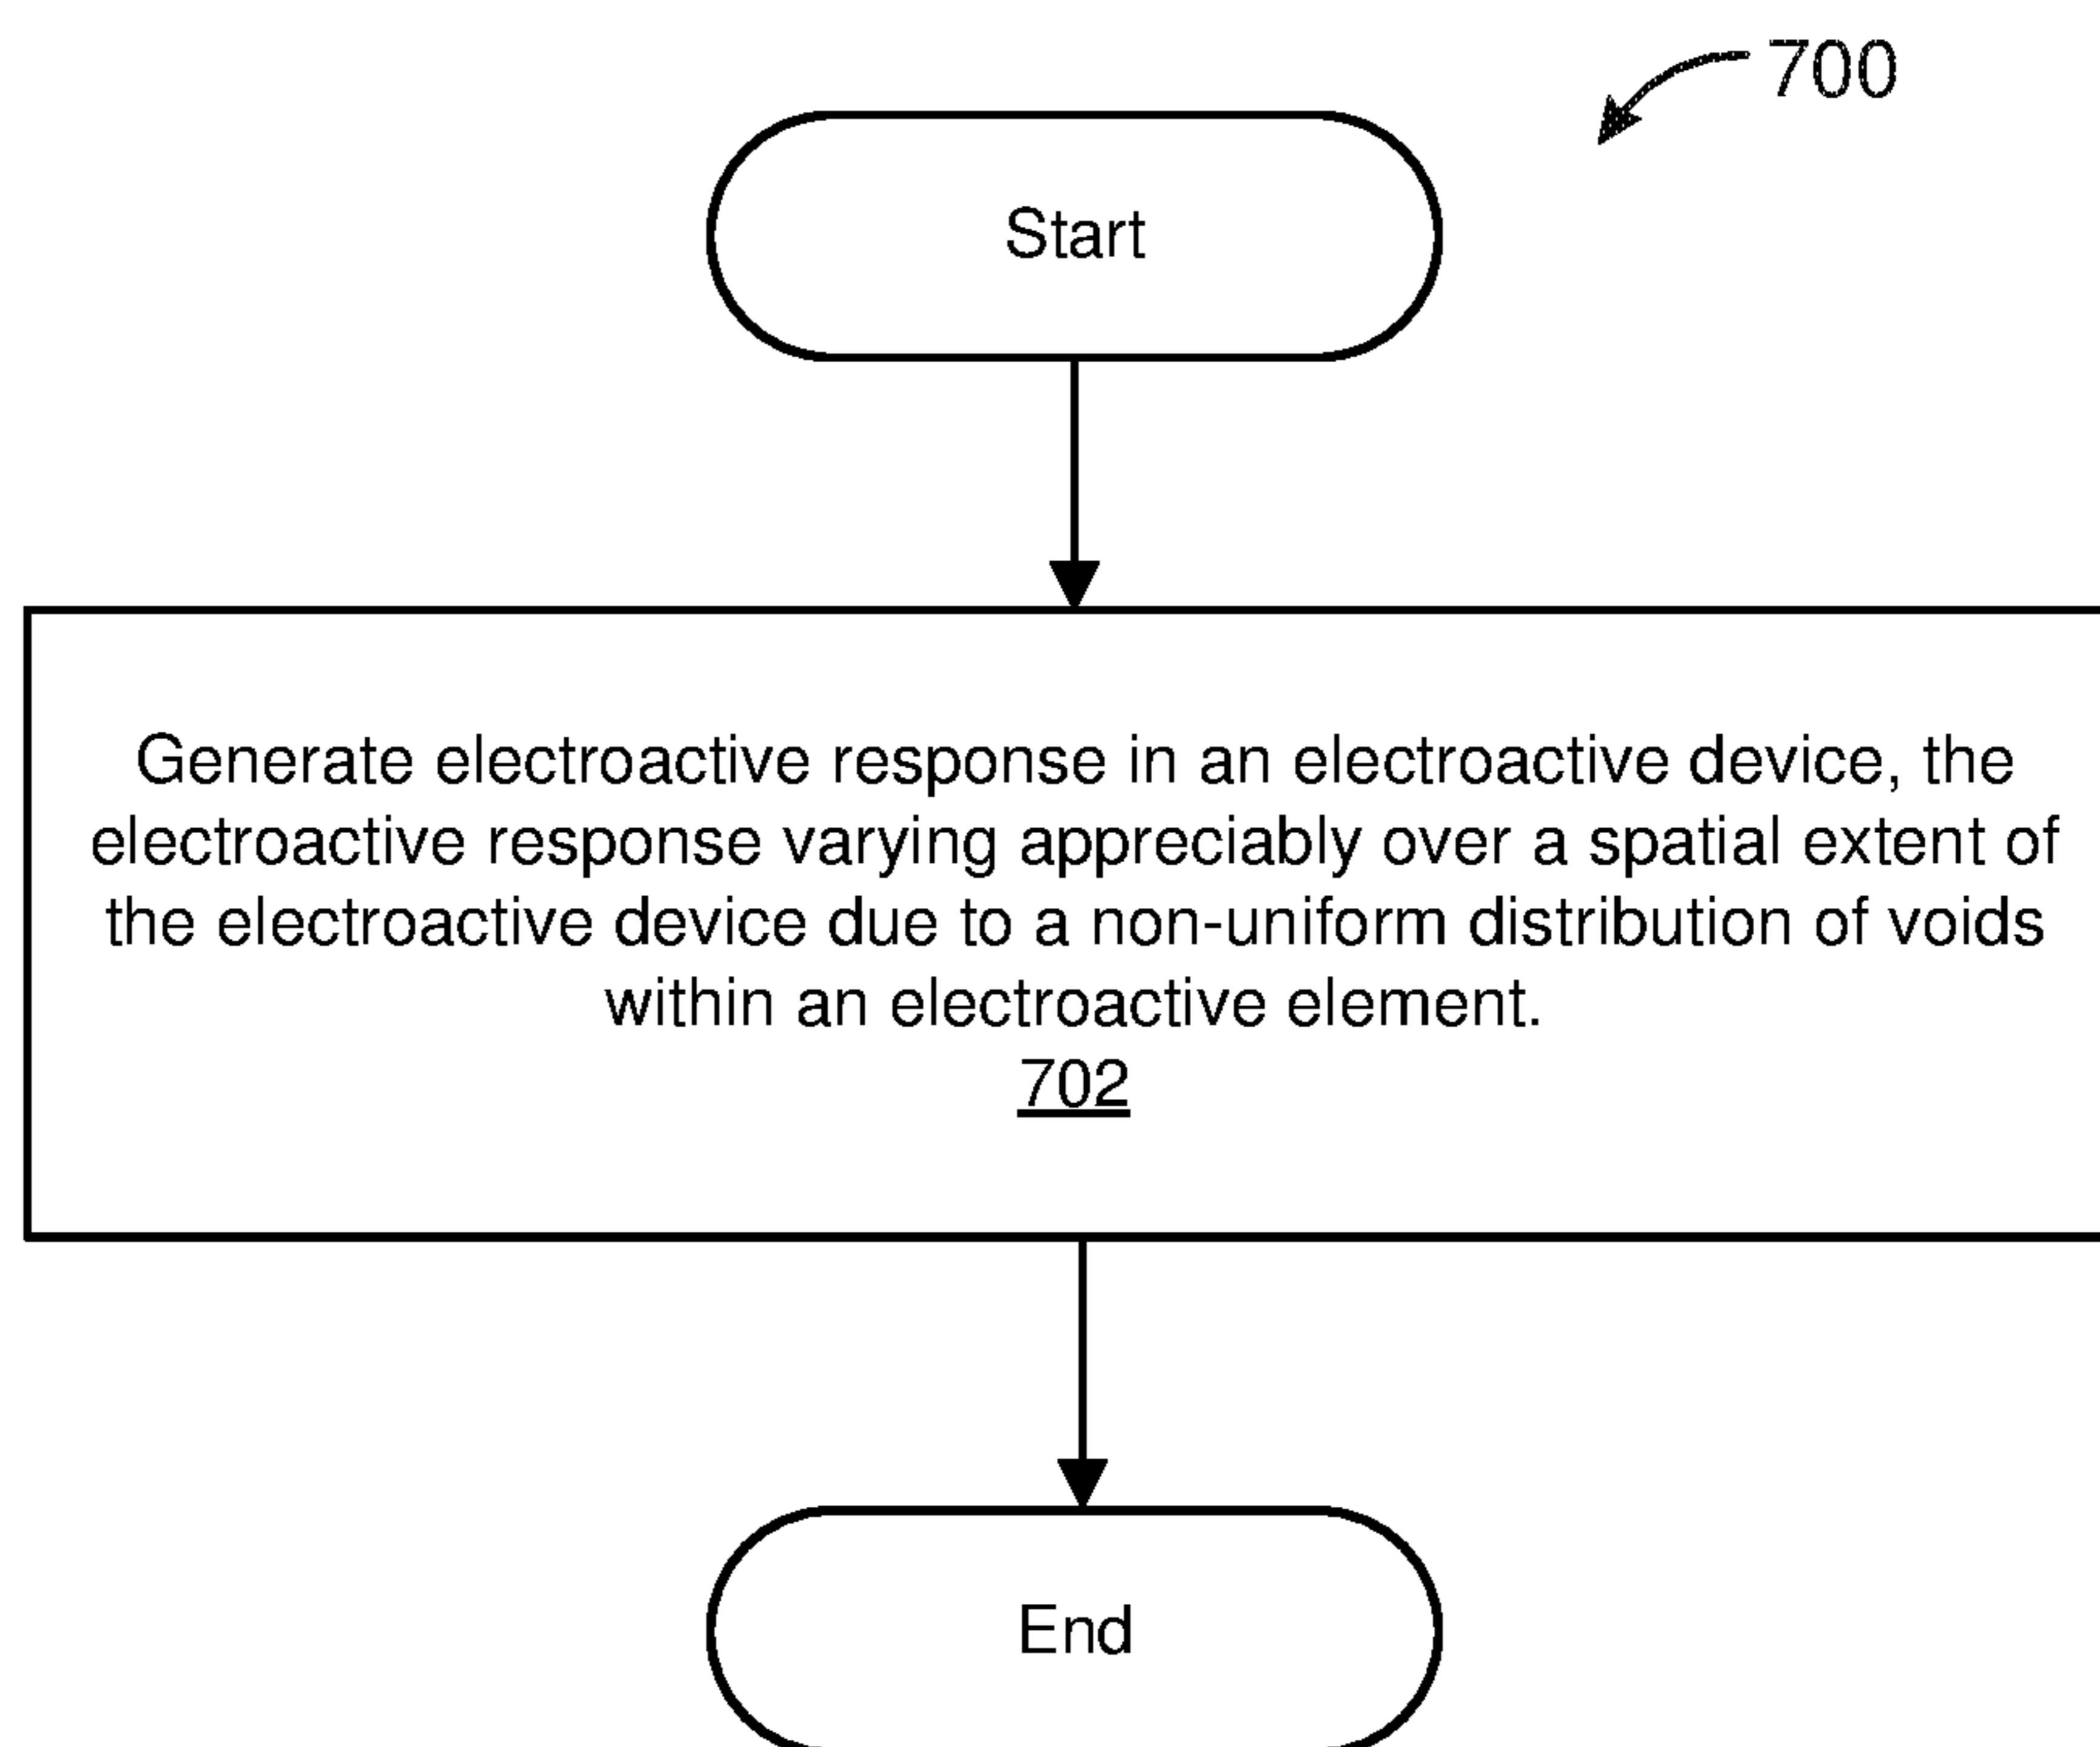 700
Start
Generate electroactive response in an electroactive device, the
electroactive response varying appreciably over a spatial extent of
the electroactive device due to a non-uniform distribution of voids
within an electroactive element.
702
End